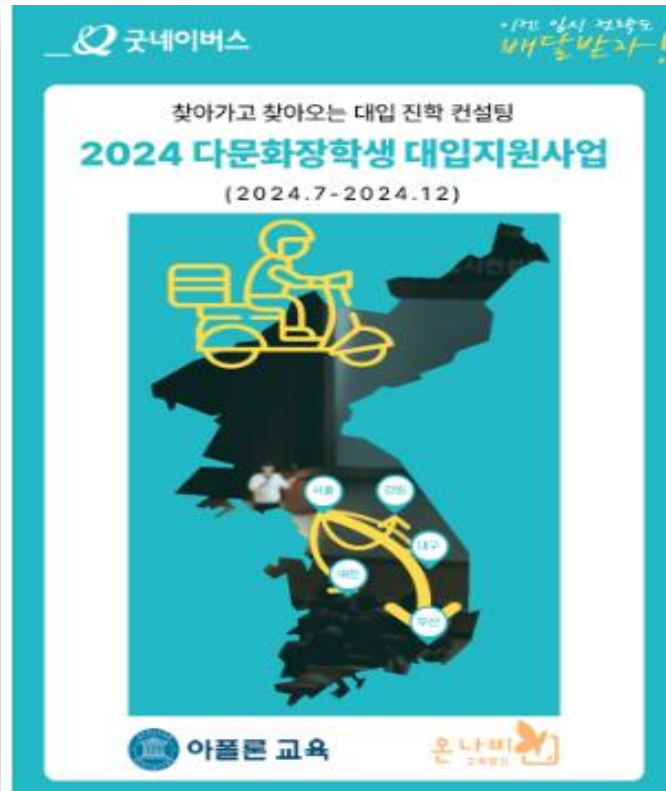 굿네이버스
이젠 입시 전략도
배달받자!
찾아가고 찾아오는 대입 진학 컨설팅
2024 다문화장학생 대입지원사업
(2024.7-2024.12)
서울
강원
대구
대전
부산
아폴론 교육
온나비